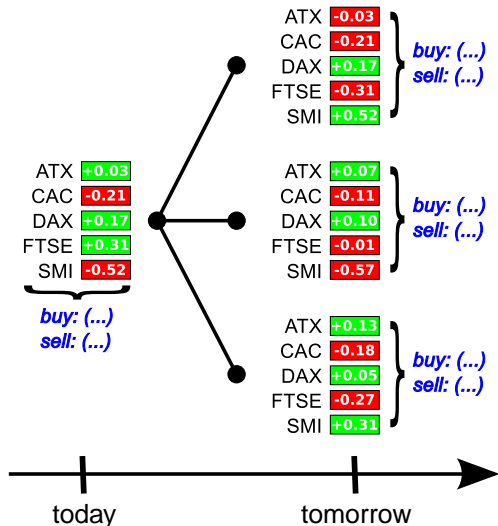 ATX -0.03
CAC -0.21
DAX +0.17
FTSE -0.31
SMI +0.52
buy: (...)
sell: (...)
ATX +0.03
CAC -0.21
DAX +0.17
FTSE +0.31
SMI -0.52
buy: (...)
sell: (...)
ATX +0.07
CAC -0.11
DAX +0.10
FTSE -0.01
SMI -0.57
buy: (...)
sell: (...)
ATX +0.13
CAC -0.18
DAX +0.05
FTSE -0.27
SMI +0.31
buy: (...)
sell: (...)
today
tomorrow